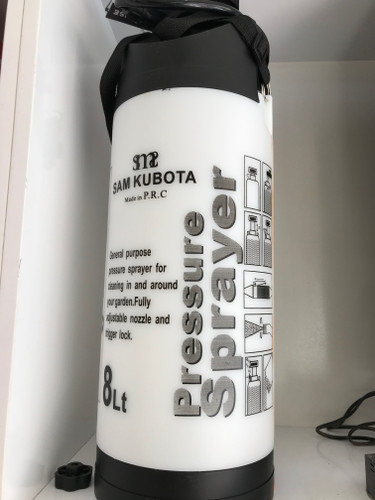 SAM KUBOTA
Made in P.R.C
General purpose
pressure sprayer for
cleaning in and around
your garden.Fully
adjustable nozzle and
trigger lock.
8Lt
Pressure
Sprayer